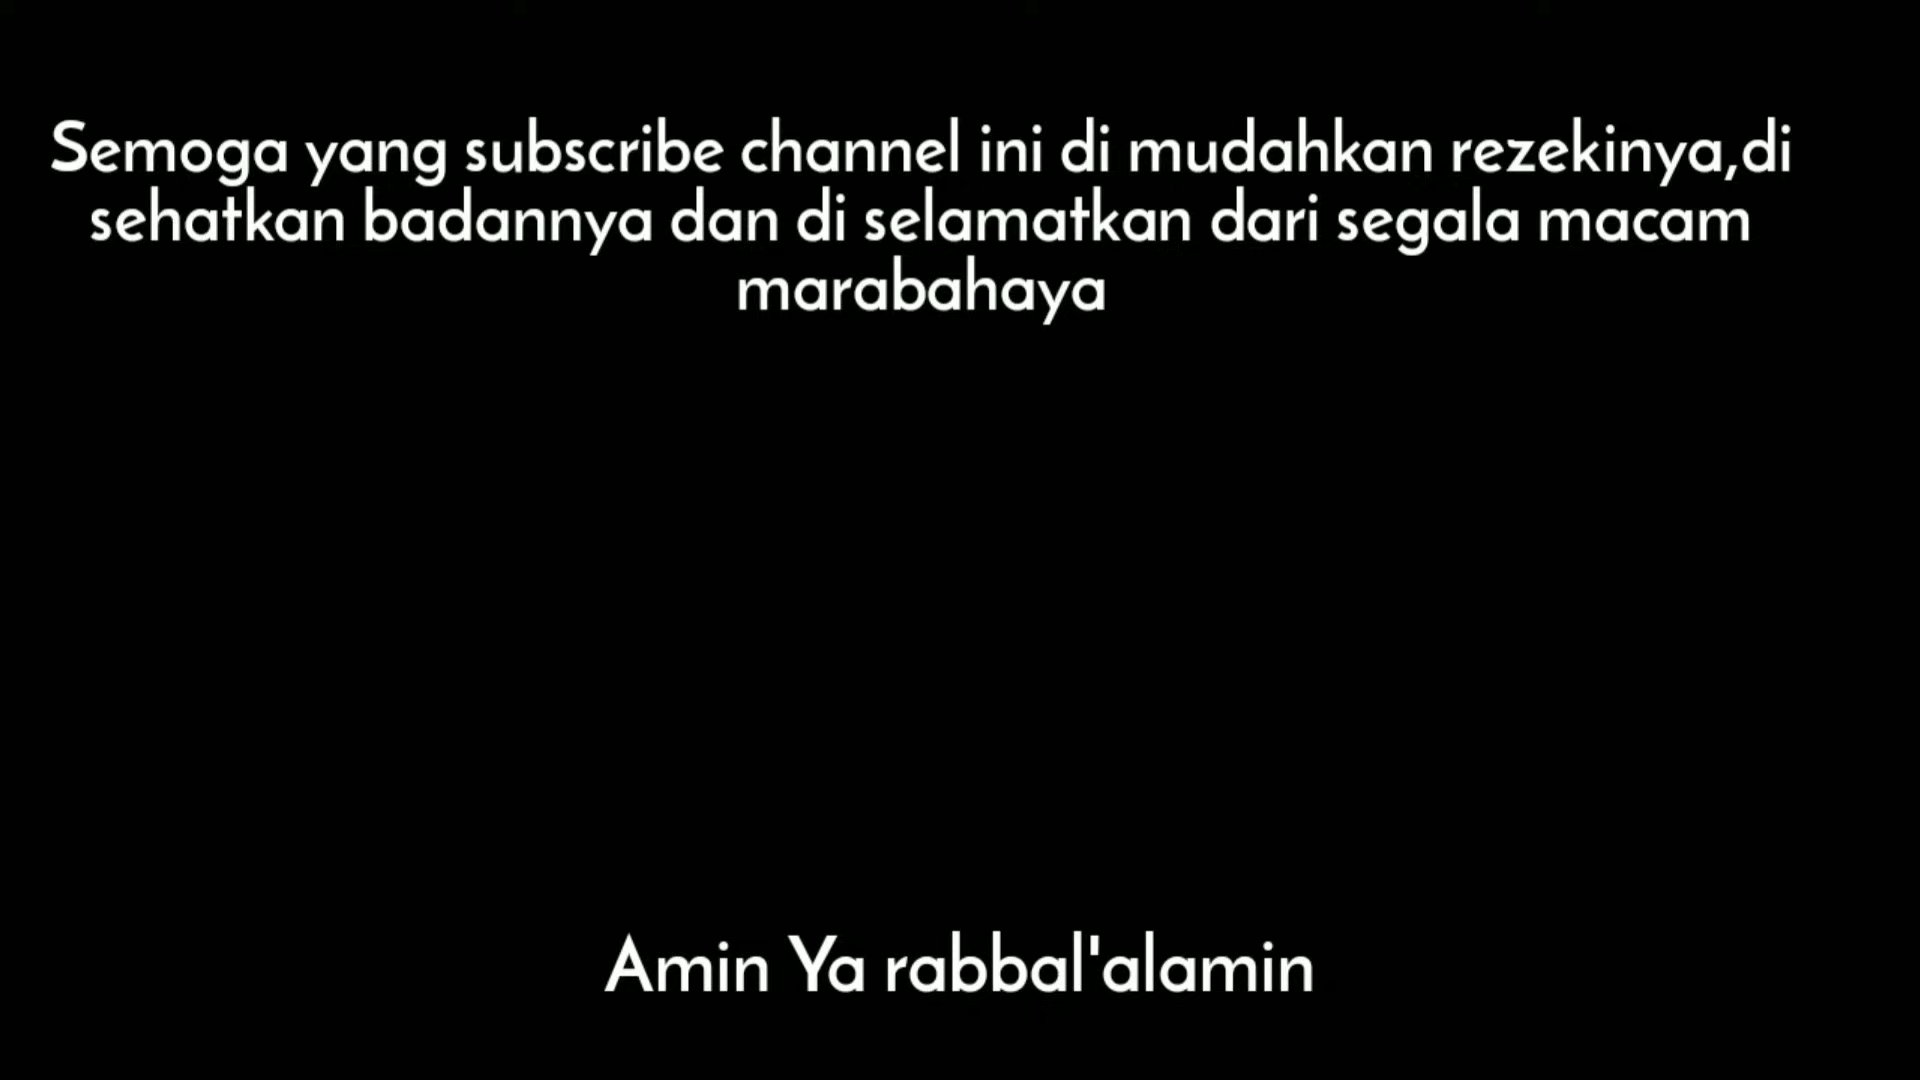 Semoga yang subscribe channel ini di mudahkan rezekinya,di
sehatkan badannya dan di selamatkan dari segala macam
marabahaya
Amin Ya rabbal'alamin